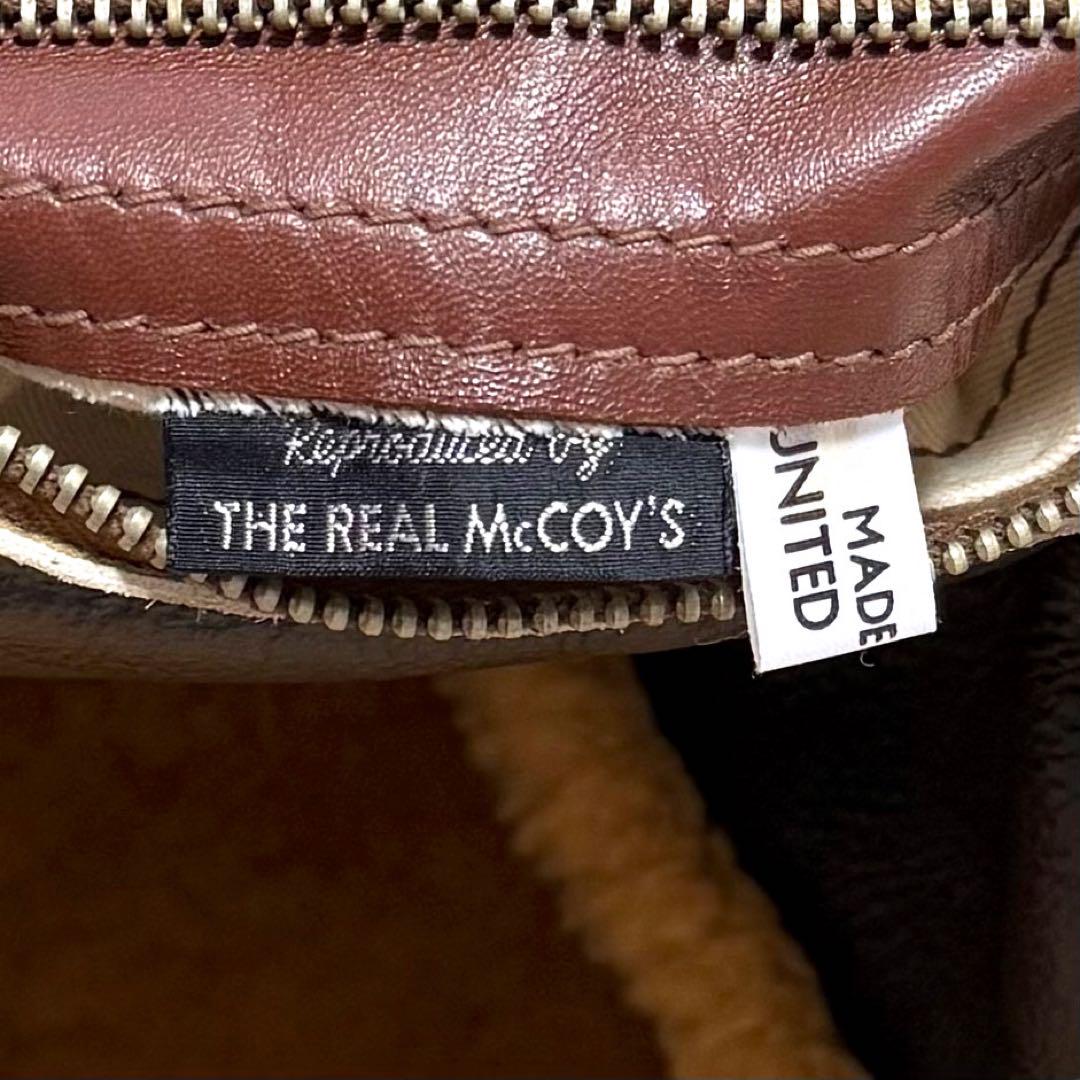 Reproduced by
THE REAL McCOY'S
MADE
UNITED